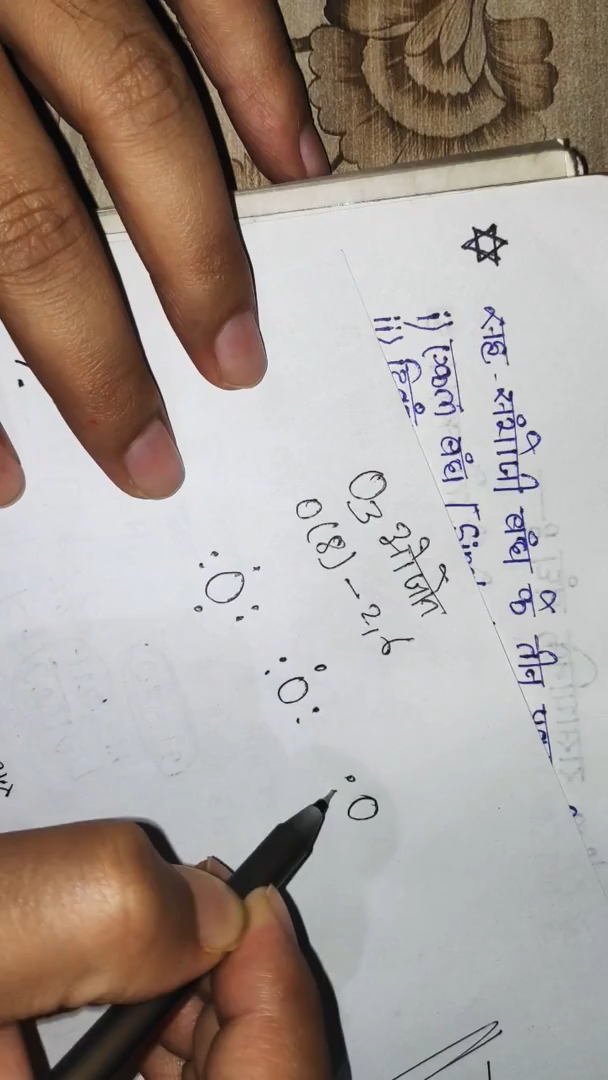 सह-संयोजी बंध के तीन
i) एकल बंध
ii)
O3 ओजोन
O(8) – 2,6
O
O
O